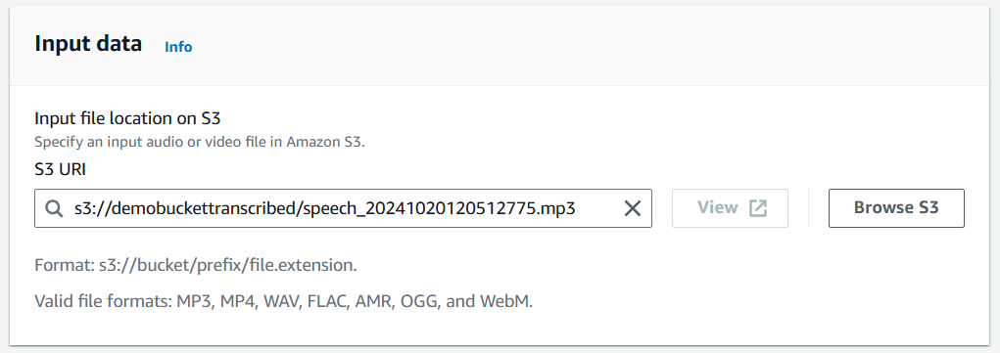 Input data Info
Input file location on S3
Specify an input audio or video file in Amazon S3.
S3 URI
s3://demobuckettranscribed/speech_20241020120512775.mp3 View Browse S3
Format: s3://bucket/prefix/file.extension.
Valid file formats: MP3, MP4, WAV, FLAC, AMR, OGG, and WebM.